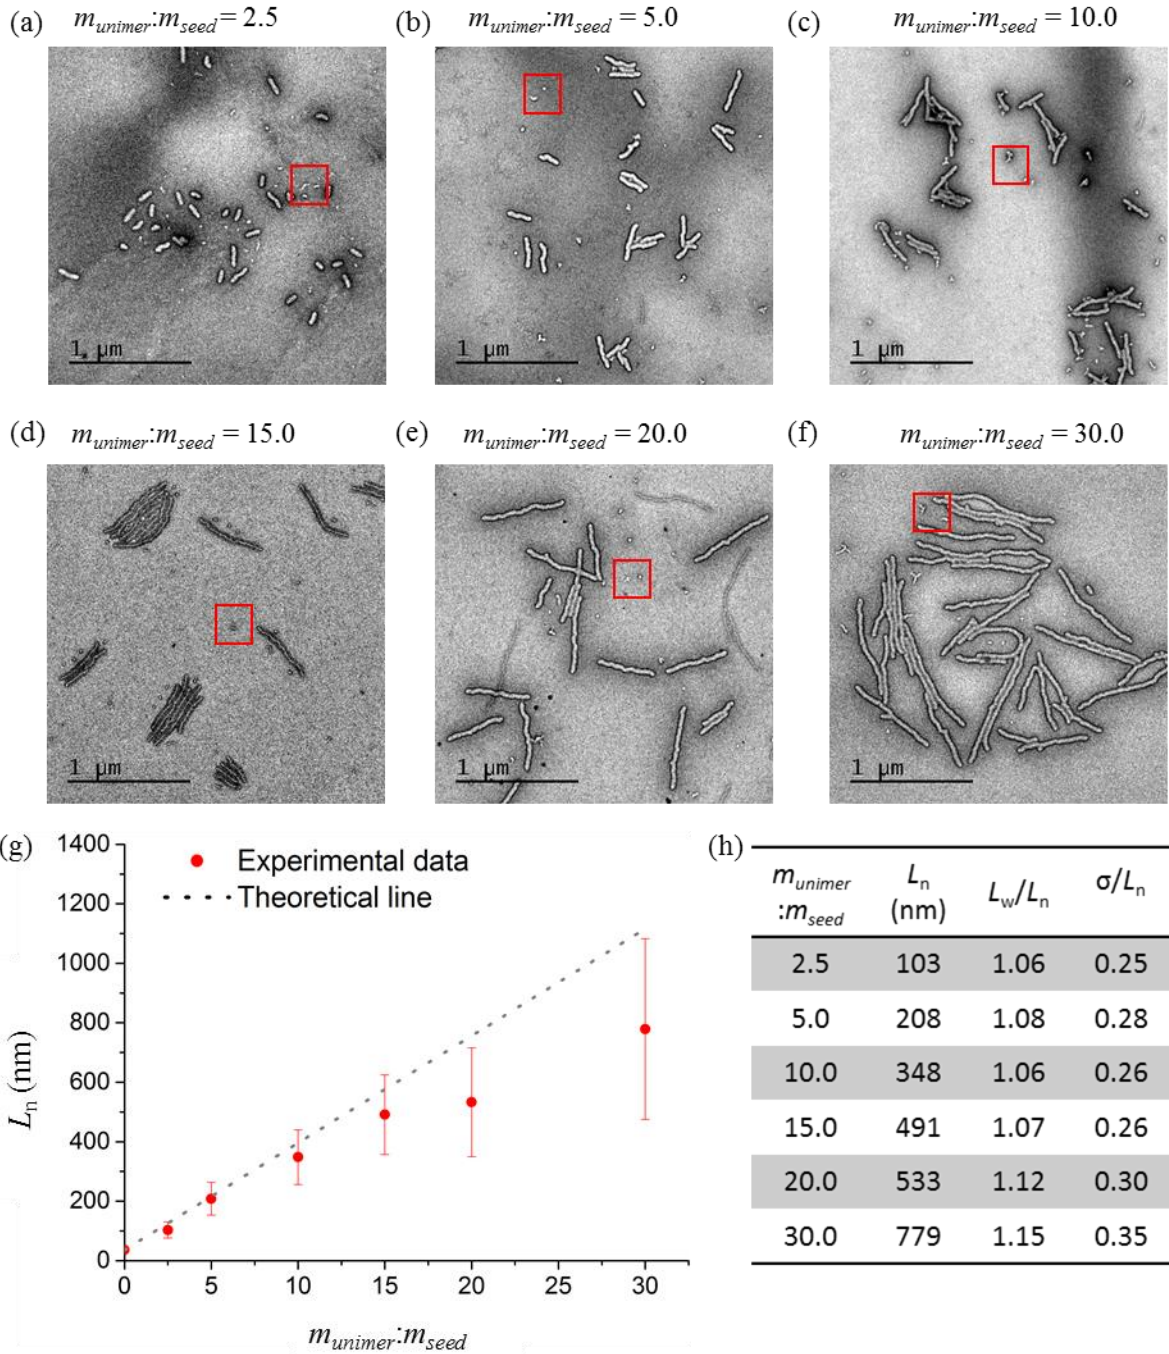 (a) m_unimer:m_seed = 2.5
(b) m_unimer:m_seed = 5.0
(c) m_unimer:m_seed = 10.0
1 μm
1 μm
1 μm
(d) m_unimer:m_seed = 15.0
(e) m_unimer:m_seed = 20.0
(f) m_unimer:m_seed = 30.0
1 μm
1 μm
1 μm
(g)
1400
1200
1000
800
600
400
200
0
L_n (nm)
Experimental data
Theoretical line
0 5 10 15 20 25 30
m_unimer:m_seed
(h)
m_unimer :m_seed L_n (nm) L_w/L_n σ/L_n
2.5 103 1.06 0.25
5.0 208 1.08 0.28
10.0 348 1.06 0.26
15.0 491 1.07 0.26
20.0 533 1.12 0.30
30.0 779 1.15 0.35